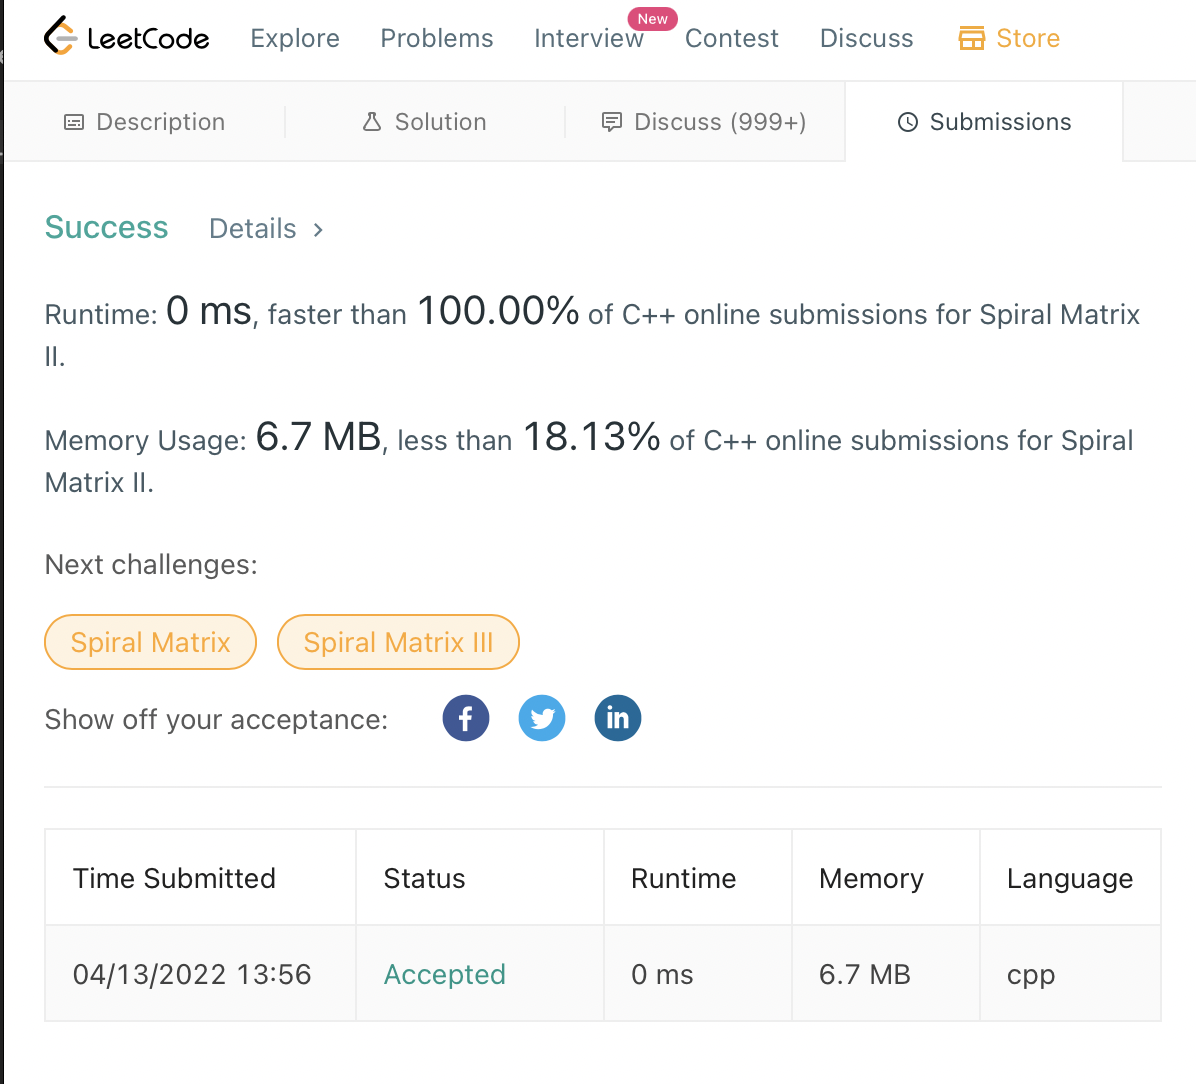 LeetCode Explore Problems Interview New Contest Discuss Store
Description Solution Discuss (999+) Submissions
Success Details
Runtime: 0 ms, faster than 100.00% of C++ online submissions for Spiral Matrix
II.
Memory Usage: 6.7 MB, less than 18.13% of C++ online submissions for Spiral
Matrix II.
Next challenges:
Spiral Matrix Spiral Matrix III
Show off your acceptance:
Time Submitted Status Runtime Memory Language
04/13/2022 13:56 Accepted 0 ms 6.7 MB cpp